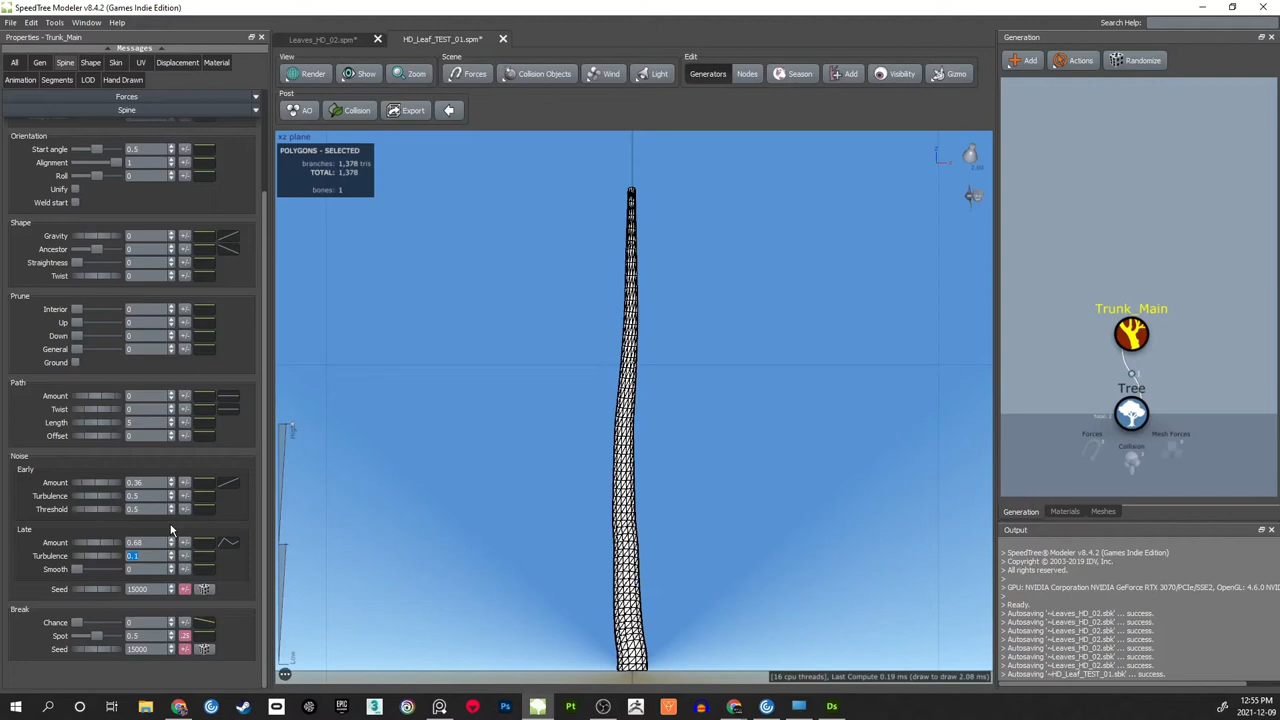 SpeedTree Modeler v8.4.2 (Games Indie Edition)
File Edit Tools Window Help
Search Help:
Properties - Trunk_Main
Messages
All Gen Spine Shape Skin UV Displacement Material
Animation Segments LOD Hand Drawn
Forces
Spine
Orientation
Start angle 0.5 +/-
Alignment 1 +/-
Roll 0 +/-
Unify
Weld start
Shape
Gravity 0 +/-
Ancestor 0 +/-
Straightness 0 +/-
Twist 0 +/-
Prune
Interior 0 +/-
Up 0 +/-
Down 0 +/-
General 0 +/-
Ground
Path
Amount 0 +/-
Twist 0 +/-
Length 5 +/-
Offset 0 +/-
Noise
Early
Amount 0.36 +/-
Turbulence 0.5 +/-
Threshold 0.5 +/-
Late
Amount 0.68 +/-
Turbulence 0.1 +/-
Smooth 0 +/-
Seed 15000 +/-
Break
Chance 0 +/-
Spot 0.5 .25
Seed 15000 +/-
Leaves_HD_02.spm*
HD_Leaf_TEST_01.spm*
View
Render Show Zoom
Scene
Forces Collision Objects Wind Light
Edit
Generators Nodes Season Add Visibility Gizmo
Post
AO Collision Export
xz plane
POLYGONS - SELECTED
branches: 1,378 tris
TOTAL: 1,378
bones: 1
High
Low
z
x
2.00
[16 cpu threads], Last Compute 0.19 ms (draw to draw 2.08 ms)
Generation
Add Actions Randomize
Trunk_Main
Tree
Forces
Collision
Mesh Forces
Generation Materials Meshes
Output
> SpeedTree® Modeler v8.4.2 (Games Indie Edition)
> Copyright © 2003-2019 IDV, Inc.
> All rights reserved.
>
> GPU: NVIDIA Corporation NVIDIA GeForce RTX 3070/PCIe/SSE2, OpenGL: 4.6.0 NVI
>
> Ready.
> Autosaving '~Leaves_HD_02.sbk' ... success.
> Autosaving '~Leaves_HD_02.sbk' ... success.
> Autosaving '~Leaves_HD_02.sbk' ... success.
> Autosaving '~Leaves_HD_02.sbk' ... success.
> Autosaving '~Leaves_HD_02.sbk' ... success.
> Autosaving '~Leaves_HD_02.sbk' ... success.
> Autosaving '~HD_Leaf_TEST_01.sbk' ... success.
EPIC
Ps
Pt
Ds
12:55 PM
2021-12-09